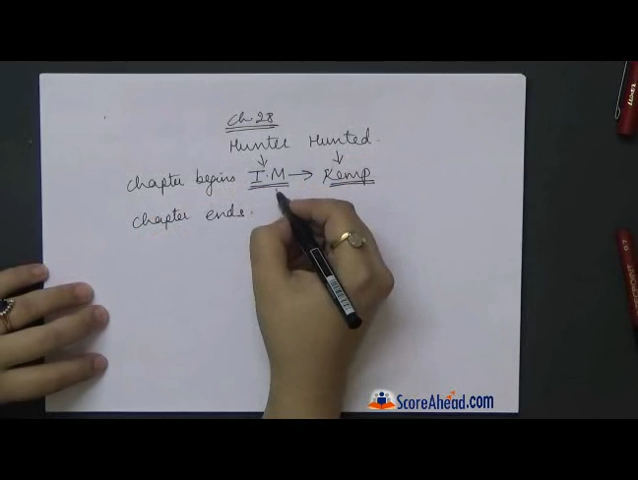 Ch. 28
Hunter Hunted.
chapter begins I.M → Kemp
chapter ends.
ScoreAhead.com